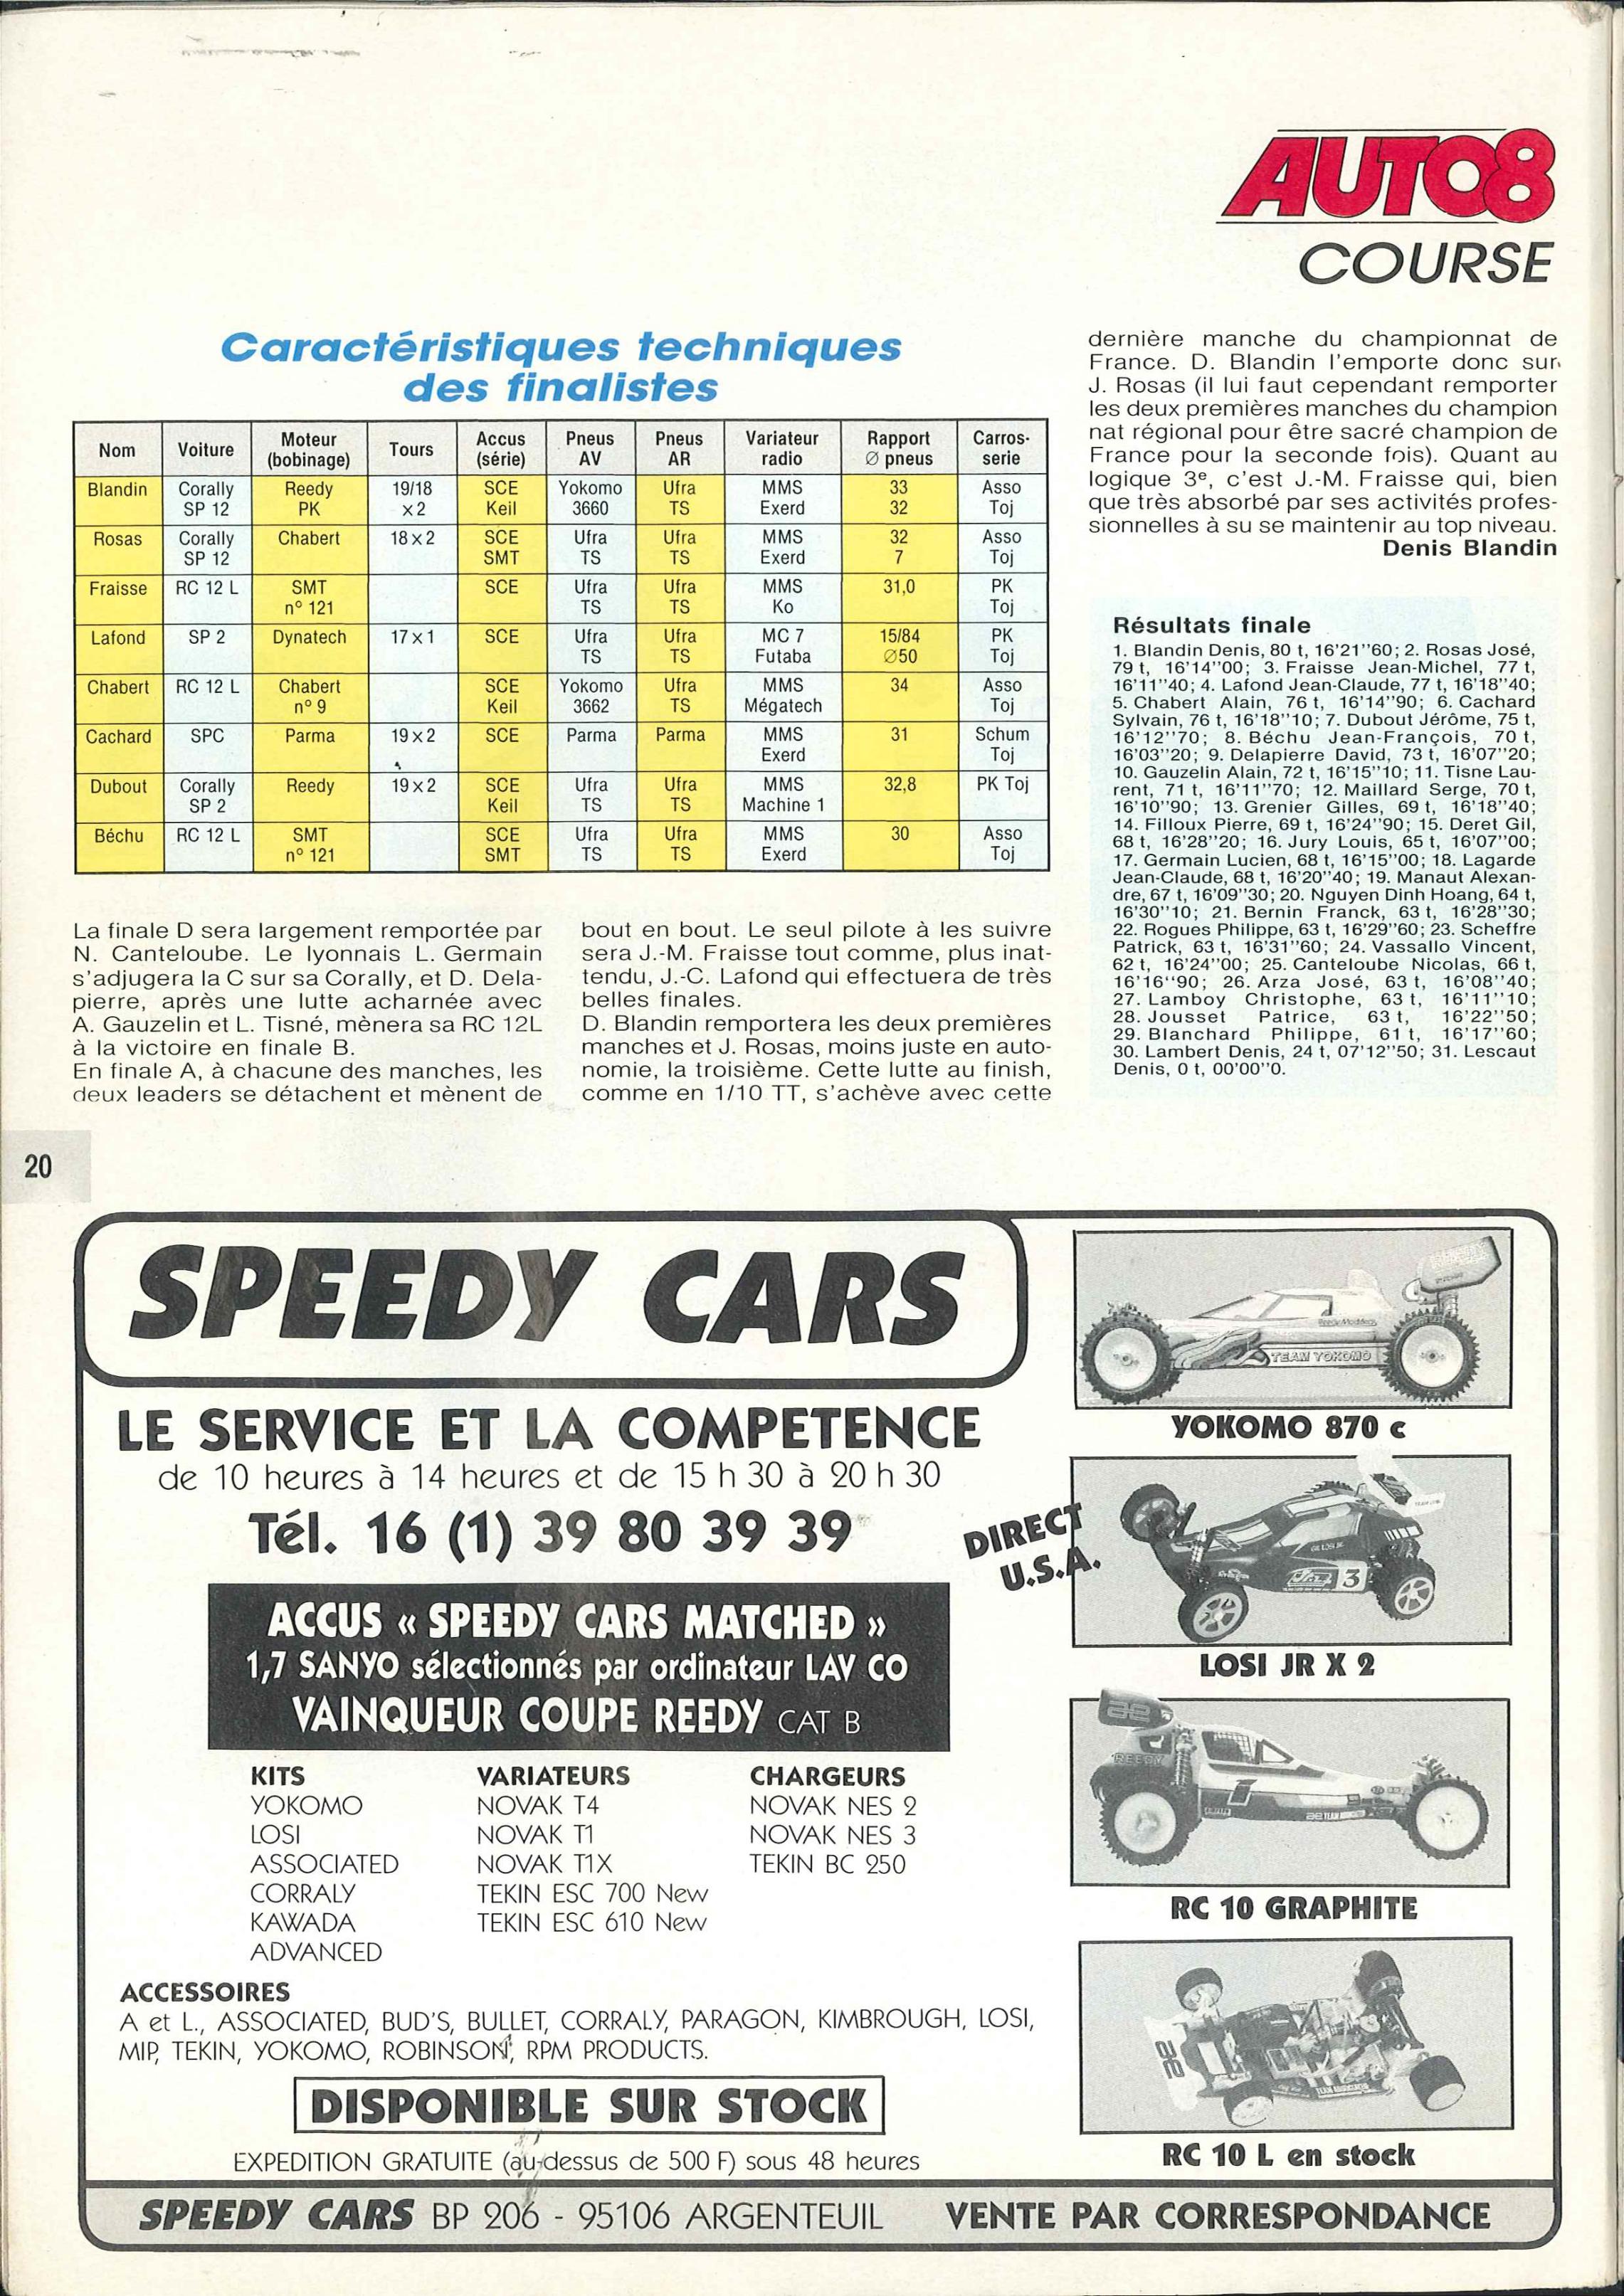 AUTO8
COURSE
Caractéristiques techniques
des finalistes
Nom Voiture Moteur (bobinage) Tours Accus (série) Pneus AV Pneus AR Variateur radio Rapport Ø pneus Carros-serie
Blandin Corally SP 12 Reedy PK 19/18 x 2 SCE Keil Yokomo 3660 Ufra TS MMS Exerd 33 32 Asso Toj
Rosas Corally SP 12 Chabert 18 x 2 SCE SMT Ufra TS Ufra TS MMS Exerd 32 7 Asso Toj
Fraisse RC 12 L SMT n° 121 SCE Ufra TS Ufra TS MMS Ko 31,0 PK Toj
Lafond SP 2 Dynatech 17 x 1 SCE Ufra TS Ufra TS MC 7 Futaba 15/84 Ø50 PK Toj
Chabert RC 12 L Chabert n° 9 SCE Keil Yokomo 3662 Ufra TS MMS Mégatech 34 Asso Toj
Cachard SPC Parma 19 x 2 SCE Parma Parma MMS Exerd 31 Schum Toj
Dubout Corally SP 2 Reedy 19 x 2 SCE Keil Ufra TS Ufra TS MMS Machine 1 32,8 PK Toj
Béchu RC 12 L SMT n° 121 SCE SMT Ufra TS Ufra TS MMS Exerd 30 Asso Toj
La finale D sera largement remportée par
N. Canteloube. Le lyonnais L. Germain
s'adjugera la C sur sa Corally, et D. Dela-
pierre, après une lutte acharnée avec
A. Gauzelin et L. Tisné, mènera sa RC 12L
à la victoire en finale B.
En finale A, à chacune des manches, les
deux leaders se détachent et mènent de
bout en bout. Le seul pilote à les suivre
sera J.-M. Fraisse tout comme, plus inat-
tendu, J.-C. Lafond qui effectuera de très
belles finales.
D. Blandin remportera les deux premières
manches et J. Rosas, moins juste en auto-
nomie, la troisième. Cette lutte au finish,
comme en 1/10 TT, s'achève avec cette
dernière manche du championnat de
France. D. Blandin l'emporte donc sur
J. Rosas (il lui faut cependant remporter
les deux premières manches du champion
nat régional pour être sacré champion de
France pour la seconde fois). Quant au
logique 3e, c'est J.-M. Fraisse qui, bien
que très absorbé par ses activités profes-
sionnelles à su se maintenir au top niveau.
Denis Blandin
Résultats finale
1. Blandin Denis, 80 t, 16'21''60; 2. Rosas José,
79 t, 16'14''00; 3. Fraisse Jean-Michel, 77 t,
16'11''40; 4. Lafond Jean-Claude, 77 t, 16'18''40;
5. Chabert Alain, 76 t, 16'14''90; 6. Cachard
Sylvain, 76 t, 16'18''10; 7. Dubout Jérôme, 75 t,
16'12''70; 8. Béchu Jean-François, 70 t,
16'03''20; 9. Delapierre David, 73 t, 16'07''20;
10. Gauzelin Alain, 72 t, 16'15''10; 11. Tisne Lau-
rent, 71 t, 16'11''70; 12. Maillard Serge, 70 t,
16'10''90; 13. Grenier Gilles, 69 t, 16'18''40;
14. Filloux Pierre, 69 t, 16'24''90; 15. Deret Gil,
68 t, 16'28''20; 16. Jury Louis, 65 t, 16'07''00;
17. Germain Lucien, 68 t, 16'15''00; 18. Lagarde
Jean-Claude, 68 t, 16'20''40; 19. Manaut Alexan-
dre, 67 t, 16'09''30; 20. Nguyen Dinh Hoang, 64 t,
16'30''10; 21. Bernin Franck, 63 t, 16'28''30;
22. Rogues Philippe, 63 t, 16'29''60; 23. Scheffre
Patrick, 63 t, 16'31''60; 24. Vassallo Vincent,
62 t, 16'24''00; 25. Canteloube Nicolas, 66 t,
16'16''90; 26. Arza José, 63 t, 16'08''40;
27. Lamboy Christophe, 63 t, 16'11''10;
28. Jousset Patrice, 63 t, 16'22''50;
29. Blanchard Philippe, 61 t, 16'17''60;
30. Lambert Denis, 24 t, 07'12''50; 31. Lescaut
Denis, 0 t, 00'00''0.
20
SPEEDY CARS
LE SERVICE ET LA COMPETENCE
de 10 heures à 14 heures et de 15 h 30 à 20 h 30
Tél. 16 (1) 39 80 39 39
DIRECT
U.S.A.
ACCUS « SPEEDY CARS MATCHED »
1,7 SANYO sélectionnés par ordinateur LAV CO
VAINQUEUR COUPE REEDY CAT B
KITS
YOKOMO
LOSI
ASSOCIATED
CORRALY
KAWADA
ADVANCED
VARIATEURS
NOVAK T4
NOVAK T1
NOVAK T1X
TEKIN ESC 700 New
TEKIN ESC 610 New
CHARGEURS
NOVAK NES 2
NOVAK NES 3
TEKIN BC 250
ACCESSOIRES
A et L., ASSOCIATED, BUD'S, BULLET, CORRALY, PARAGON, KIMBROUGH, LOSI,
MIP, TEKIN, YOKOMO, ROBINSON, RPM PRODUCTS.
DISPONIBLE SUR STOCK
EXPEDITION GRATUITE (au-dessus de 500 F) sous 48 heures
TEAM YOKOMO
YOKOMO 870 c
3
LOSI JR X 2
REEDY
RC 10 GRAPHITE
RC 10 L en stock
SPEEDY CARS BP 206 - 95106 ARGENTEUIL VENTE PAR CORRESPONDANCE